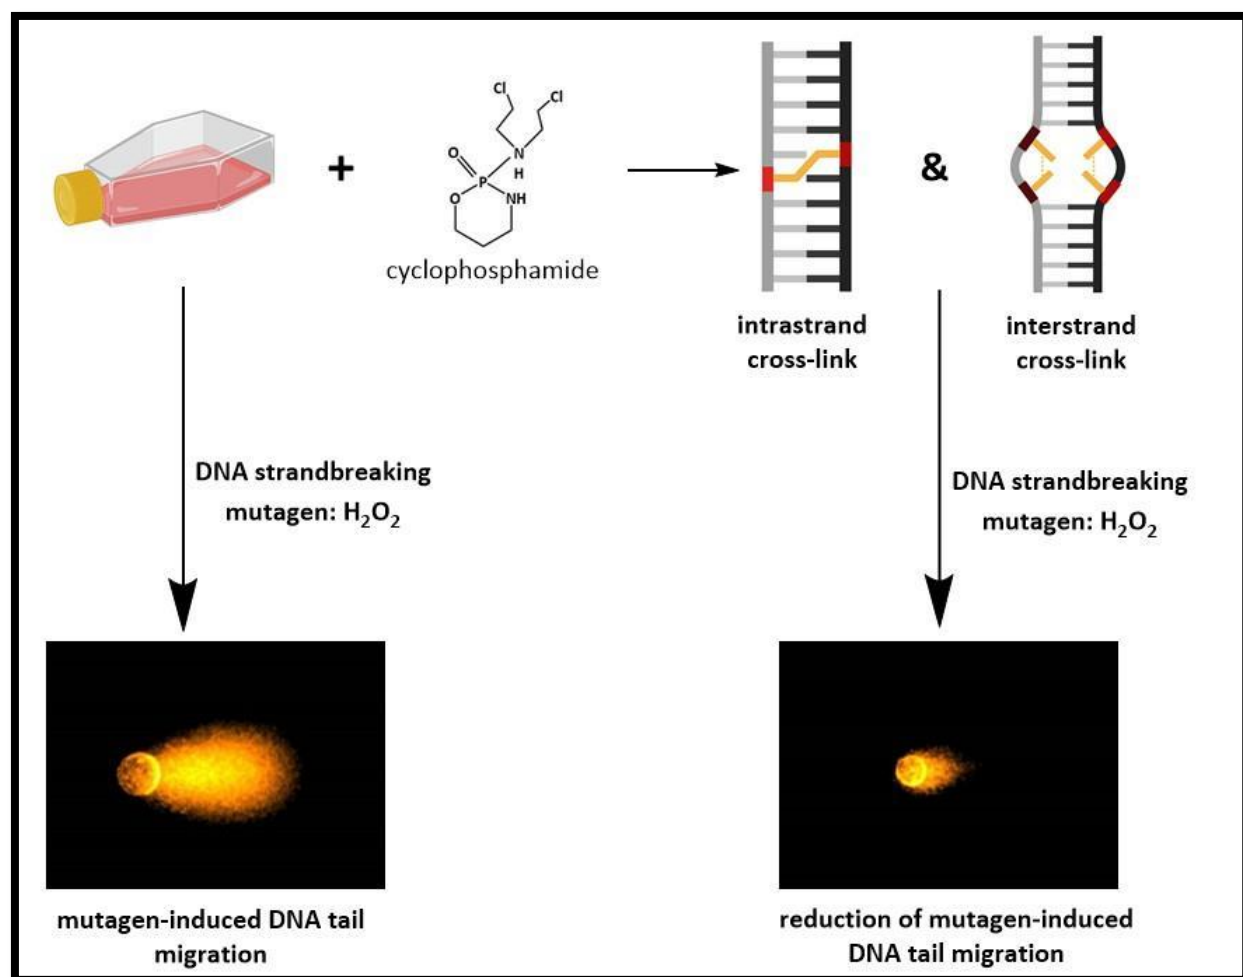 Cl
Cl
O
N
H
P
O
NH
+
&
cyclophosphamide
intrastrand
cross-link
interstrand
cross-link
DNA strandbreaking
mutagen: H₂O₂
DNA strandbreaking
mutagen: H₂O₂
mutagen-induced DNA tail
migration
reduction of mutagen-induced
DNA tail migration